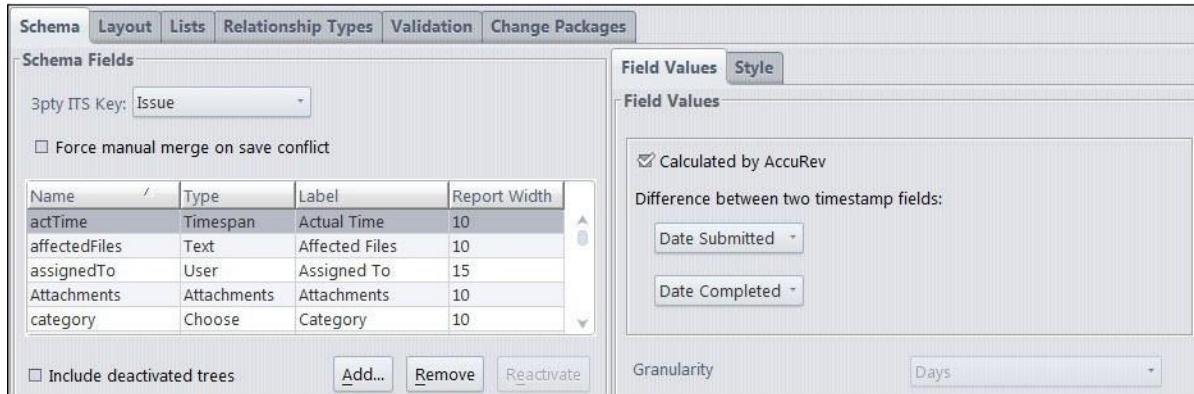 Schema Layout Lists Relationship Types Validation Change Packages
Schema Fields
3pty ITS Key: Issue
Force manual merge on save conflict
Name Type Label Report Width
actTime Timespan Actual Time 10
affectedFiles Text Affected Files 10
assignedTo User Assigned To 15
Attachments Attachments Attachments 10
category Choose Category 10
Include deactivated trees Add... Remove Reactivate
Field Values Style
Field Values
Calculated by AccuRev
Difference between two timestamp fields:
Date Submitted
Date Completed
Granularity Days